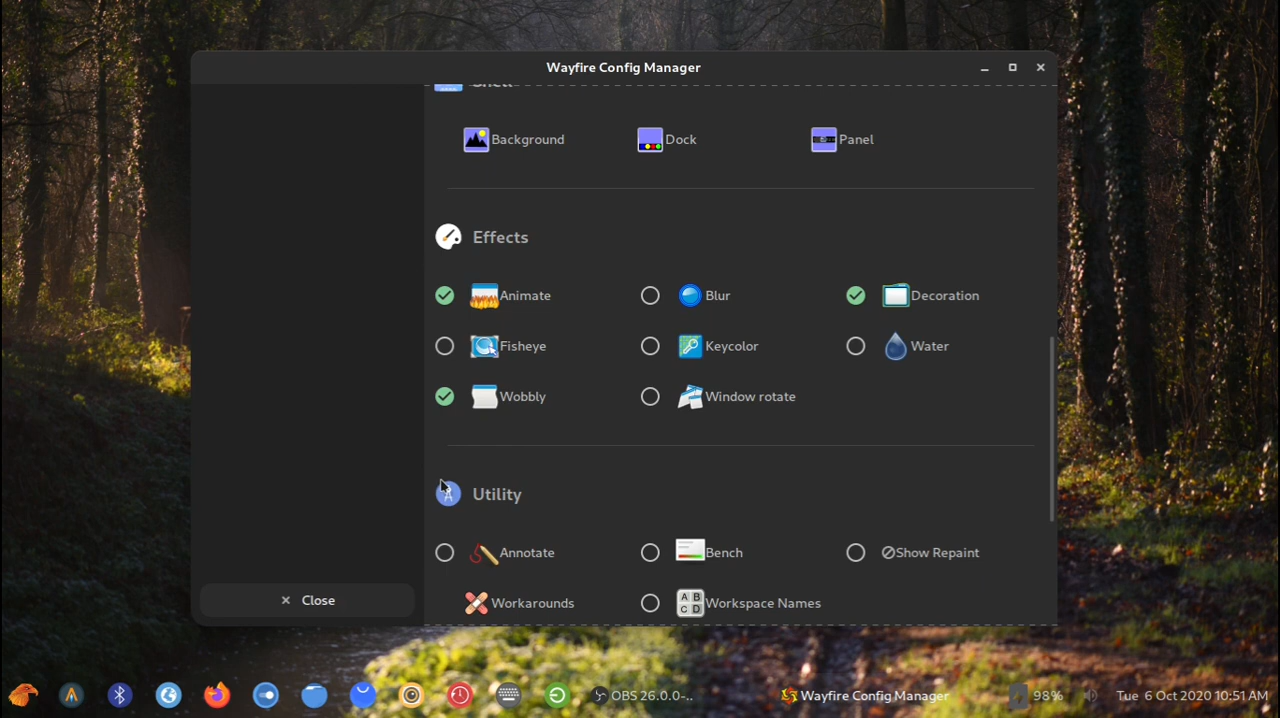 Wayfire Config Manager
Shell
Background Dock Panel
Effects
Animate Blur Decoration
Fisheye Keycolor Water
Wobbly Window rotate
Utility
Annotate Bench Show Repaint
Workarounds Workspace Names
A B
C D
Close
OBS 26.0.0-.. Wayfire Config Manager 98% Tue 6 Oct 2020 10:51 AM